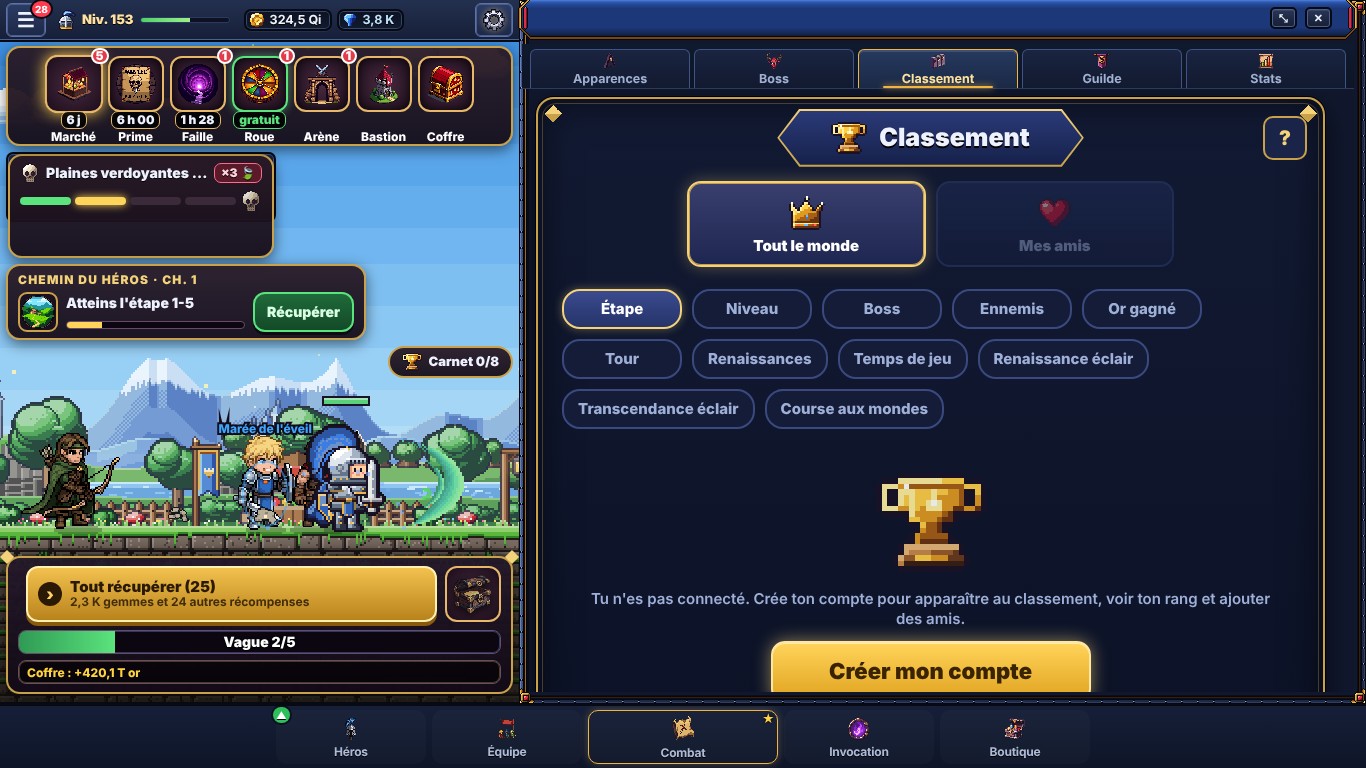 28
Niv. 153
324,5 Qi
3,8 K
5
1
1
1
6 j
6 h 00
1 h 28
gratuit
Marché
Prime
Faille
Roue
Arène
Bastion
Coffre
Plaines verdoyantes ...
×3
CHEMIN DU HÉROS · CH. 1
Atteins l'étape 1-5
Récupérer
Carnet 0/8
Marée de l'éveil
Tout récupérer (25)
2,3 K gemmes et 24 autres récompenses
Vague 2/5
Coffre : +420,1 T or
Apparences
Boss
Classement
Guilde
Stats
Classement
?
Tout le monde
Mes amis
Étape
Niveau
Boss
Ennemis
Or gagné
Tour
Renaissances
Temps de jeu
Renaissance éclair
Transcendance éclair
Course aux mondes
Tu n'es pas connecté. Crée ton compte pour apparaître au classement, voir ton rang et ajouter
des amis.
Créer mon compte
Héros
Équipe
Combat
Invocation
Boutique